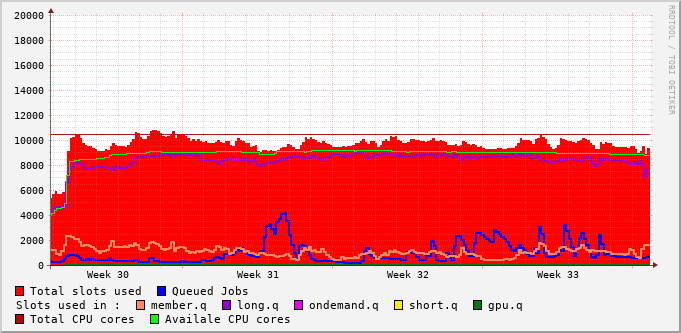 20000
18000
16000
14000
12000
10000
8000
6000
4000
2000
0
Week 30 Week 31 Week 32 Week 33
RRDTOOL / TOBI OETIKER
Total slots used Queued Jobs
Slots used in : member.q long.q ondemand.q short.q gpu.q
Total CPU cores Availale CPU cores